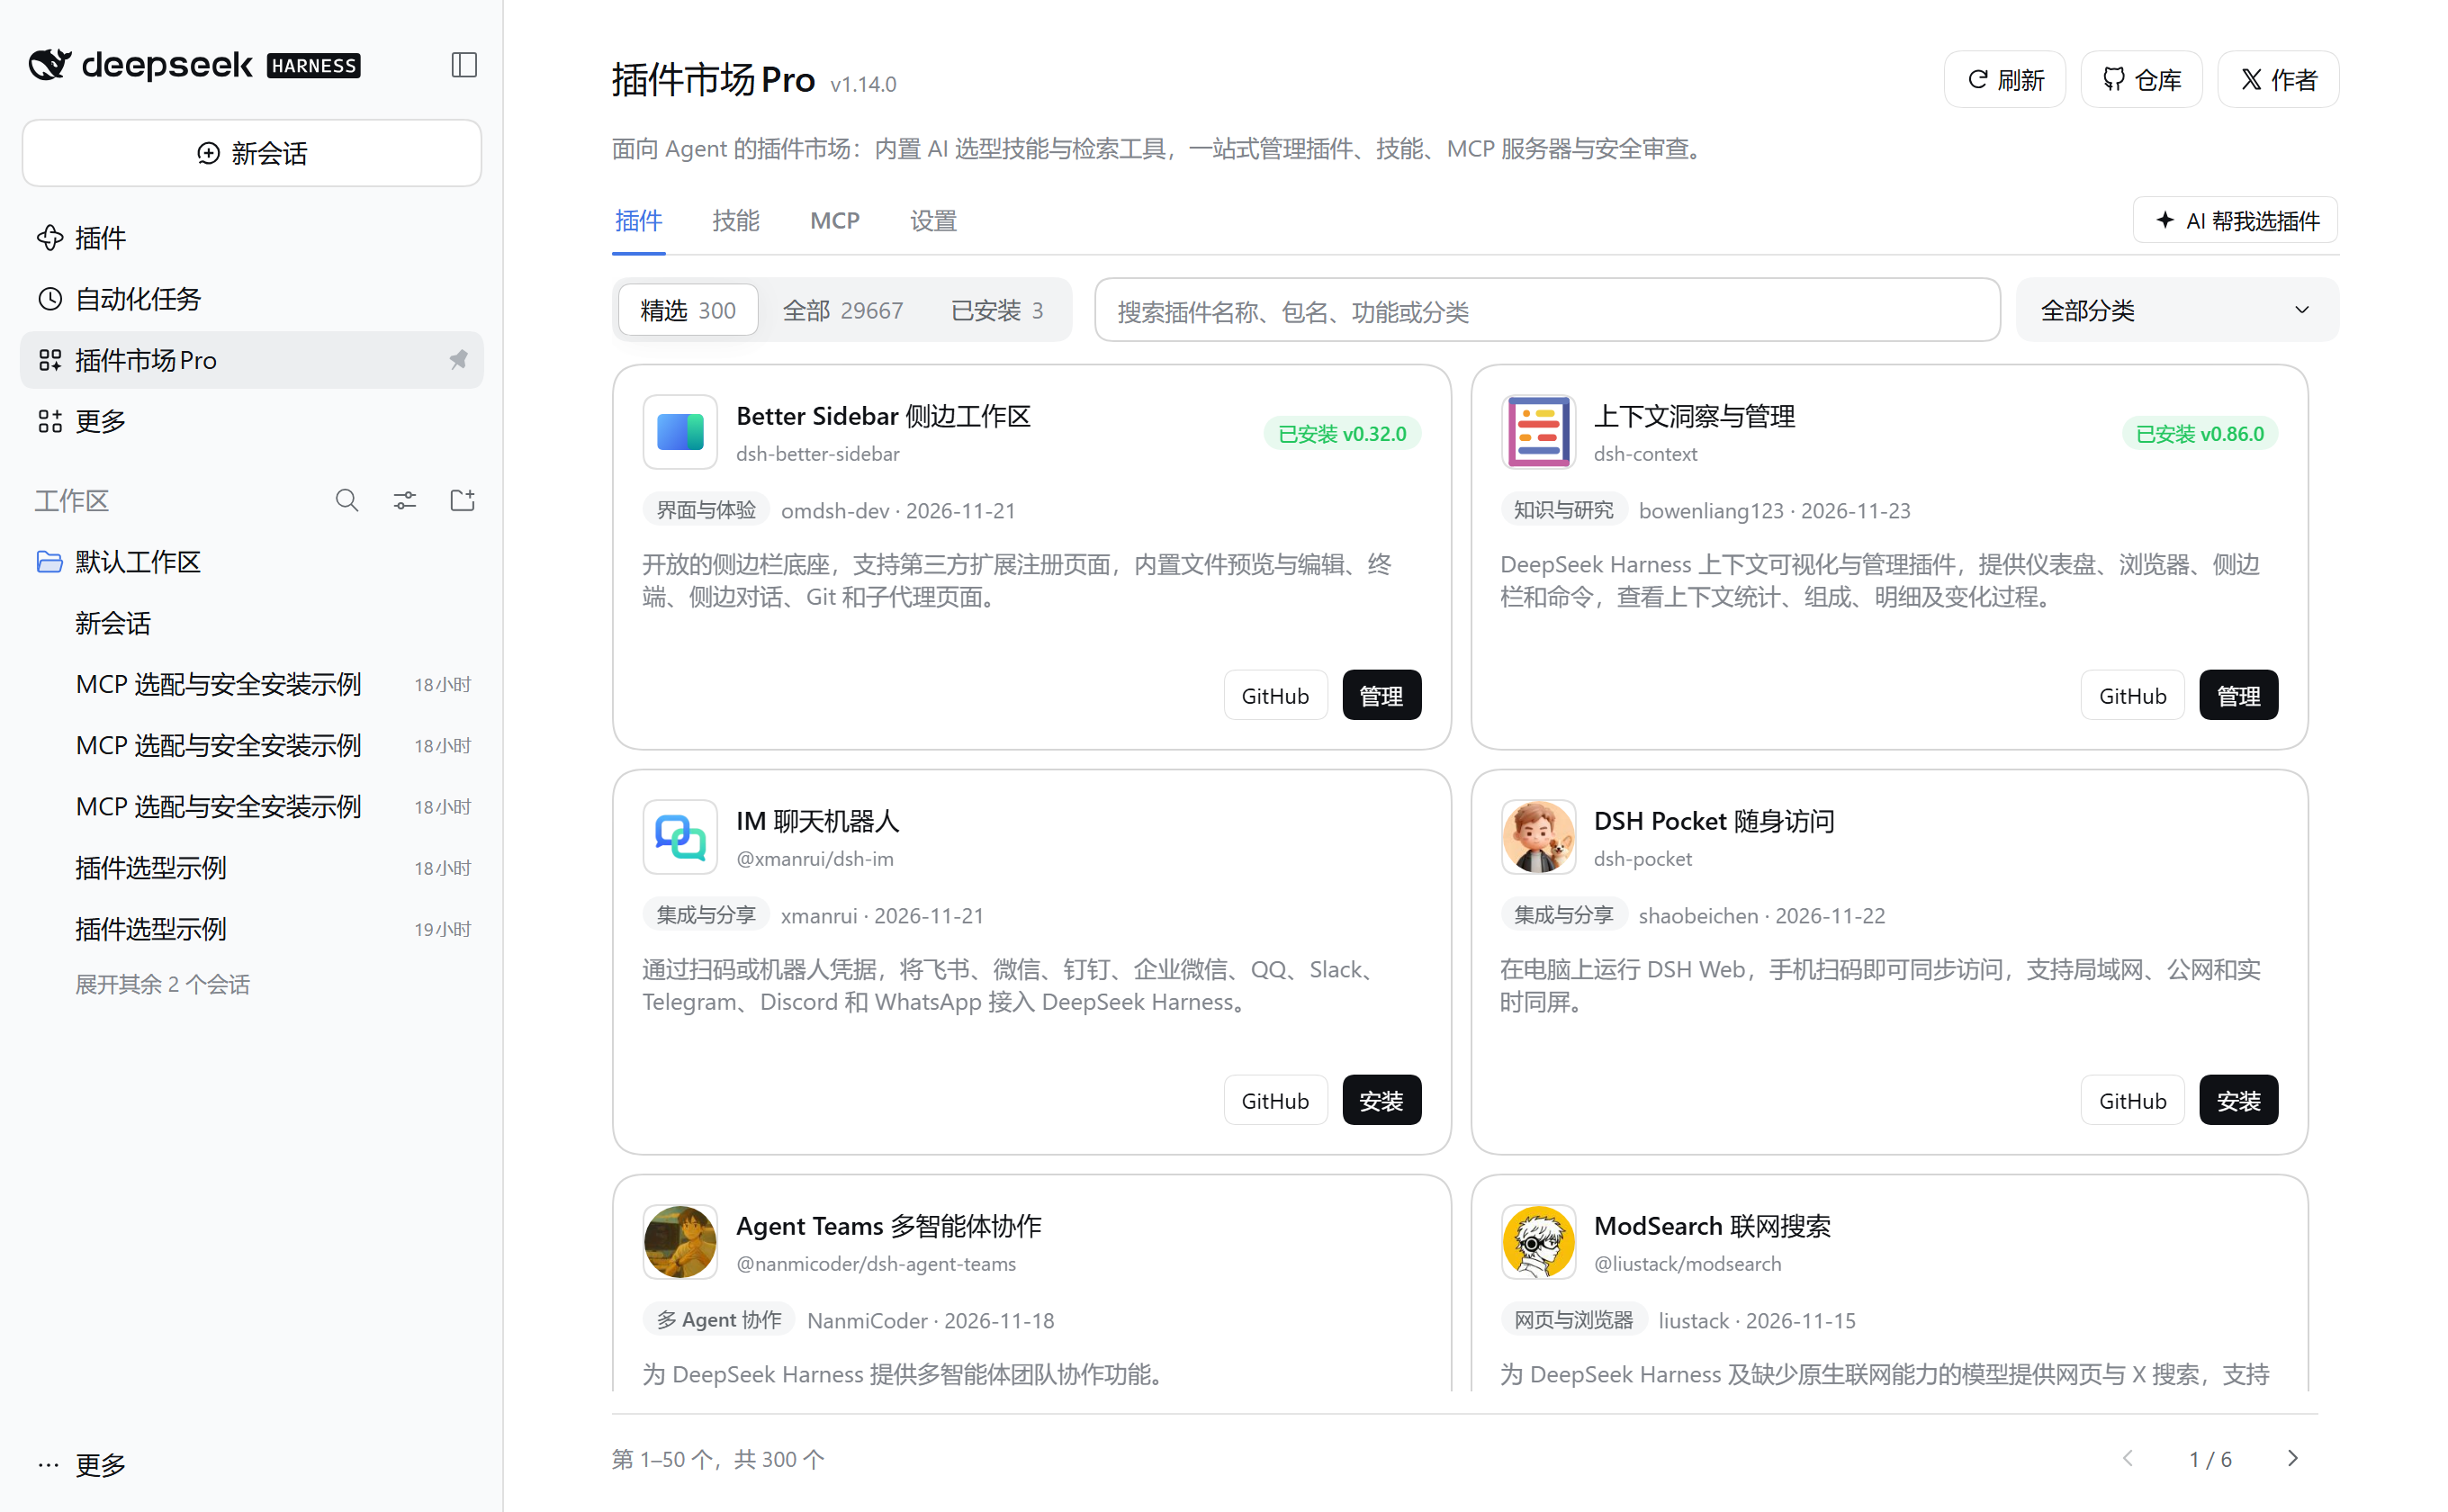 deepseek HARNESS
新会话
插件
自动化任务
插件市场Pro
更多
工作区
默认工作区
新会话
MCP 选配与安全安装示例 18小时
MCP 选配与安全安装示例 18小时
MCP 选配与安全安装示例 18小时
插件选型示例 18小时
插件选型示例 19小时
展开其余 2 个会话
更多
插件市场Pro v1.14.0
刷新
仓库
作者
面向 Agent 的插件市场：内置 AI 选型技能与检索工具，一站式管理插件、技能、MCP 服务器与安全审查。
插件 技能 MCP 设置
AI 帮我选插件
精选 300 全部 29667 已安装 3
搜索插件名称、包名、功能或分类
全部分类
Better Sidebar 侧边工作区
dsh-better-sidebar
已安装 v0.32.0
界面与体验 omdsh-dev · 2026-11-21
开放的侧边栏底座，支持第三方扩展注册页面，内置文件预览与编辑、终
端、侧边对话、Git 和子代理页面。
GitHub 管理
上下文洞察与管理
dsh-context
已安装 v0.86.0
知识与研究 bowenliang123 · 2026-11-23
DeepSeek Harness 上下文可视化与管理插件，提供仪表盘、浏览器、侧边
栏和命令，查看上下文统计、组成、明细及变化过程。
GitHub 管理
IM 聊天机器人
@xmanrui/dsh-im
集成与分享 xmanrui · 2026-11-21
通过扫码或机器人凭据，将飞书、微信、钉钉、企业微信、QQ、Slack、
Telegram、Discord 和 WhatsApp 接入 DeepSeek Harness。
GitHub 安装
DSH Pocket 随身访问
dsh-pocket
集成与分享 shaobeichen · 2026-11-22
在电脑上运行 DSH Web，手机扫码即可同步访问，支持局域网、公网和实
时同屏。
GitHub 安装
Agent Teams 多智能体协作
@nanmicoder/dsh-agent-teams
多 Agent 协作 NanmiCoder · 2026-11-18
为 DeepSeek Harness 提供多智能体团队协作功能。
ModSearch 联网搜索
@liustack/modsearch
网页与浏览器 liustack · 2026-11-15
为 DeepSeek Harness 及缺少原生联网能力的模型提供网页与 X 搜索，支持
第 1–50 个，共 300 个
1 / 6